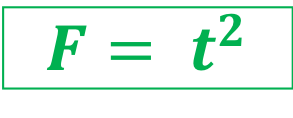 F = t²